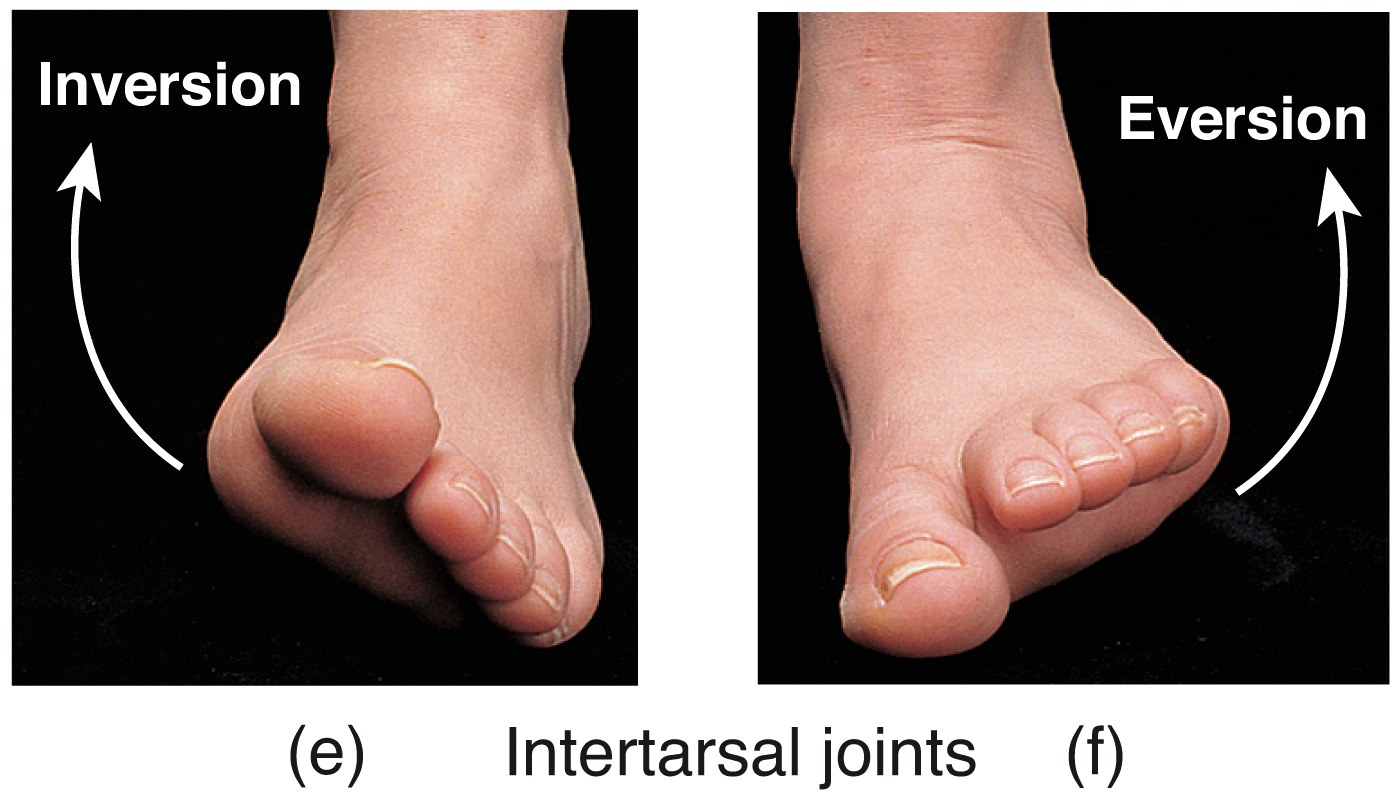 Inversion
Eversion
(e) Intertarsal joints (f)